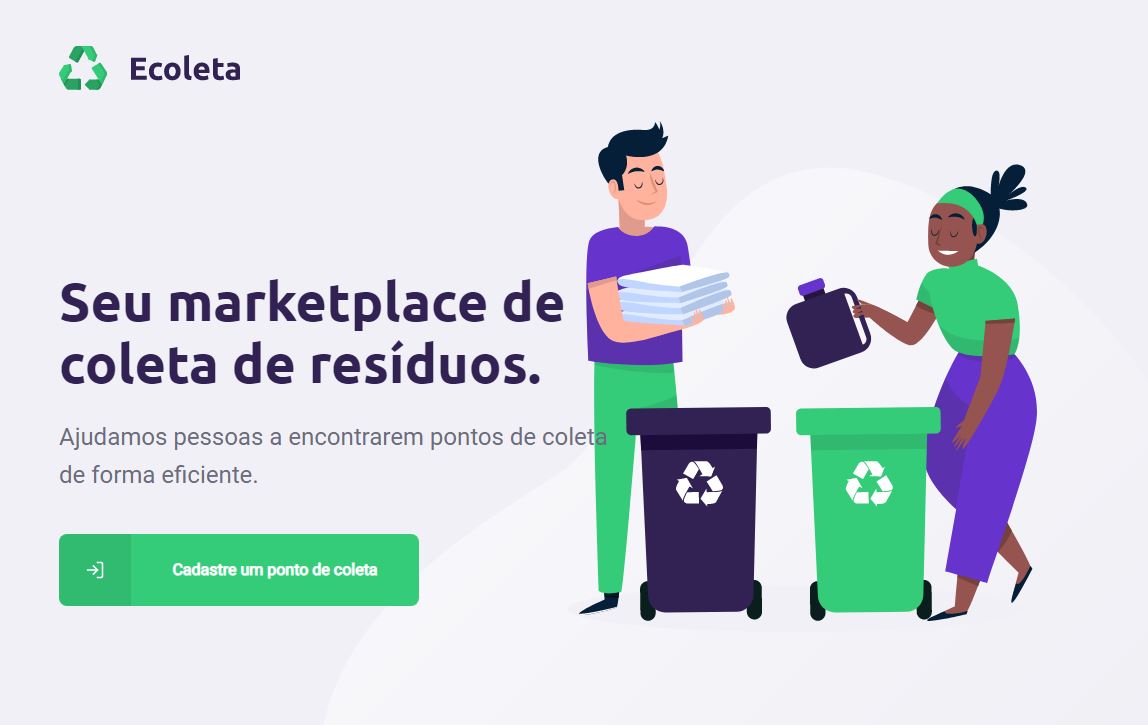 Ecoleta
Seu marketplace de
coleta de resíduos.
Ajudamos pessoas a encontrarem pontos de coleta
de forma eficiente.
Cadastre um ponto de coleta